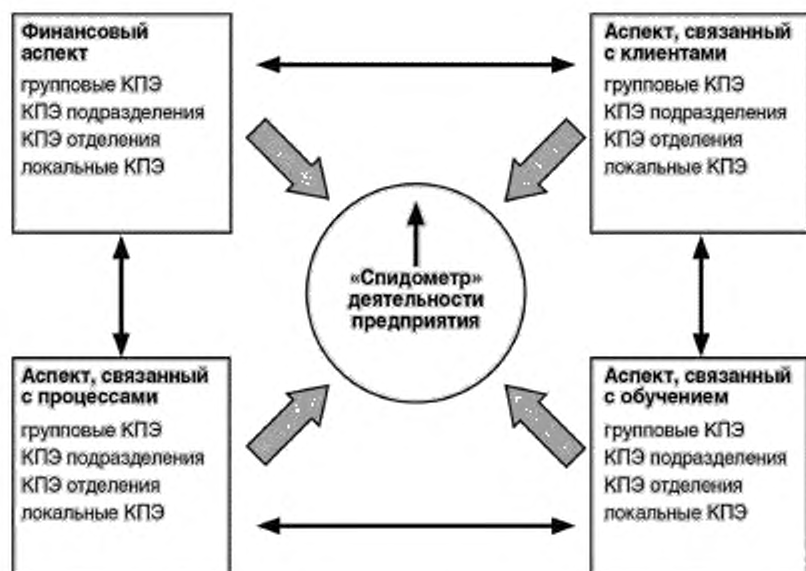 Финансовый
аспект
групповые КПЭ
КПЭ подразделения
КПЭ отделения
локальные КПЭ
Аспект, связанный
с клиентами
групповые КПЭ
КПЭ подразделения
КПЭ отделения
локальные КПЭ
«Спидометр»
деятельности
предприятия
Аспект, связанный
с процессами
групповые КПЭ
КПЭ подразделения
КПЭ отделения
локальные КПЭ
Аспект, связанный
с обучением
групповые КПЭ
КПЭ подразделения
КПЭ отделения
локальные КПЭ